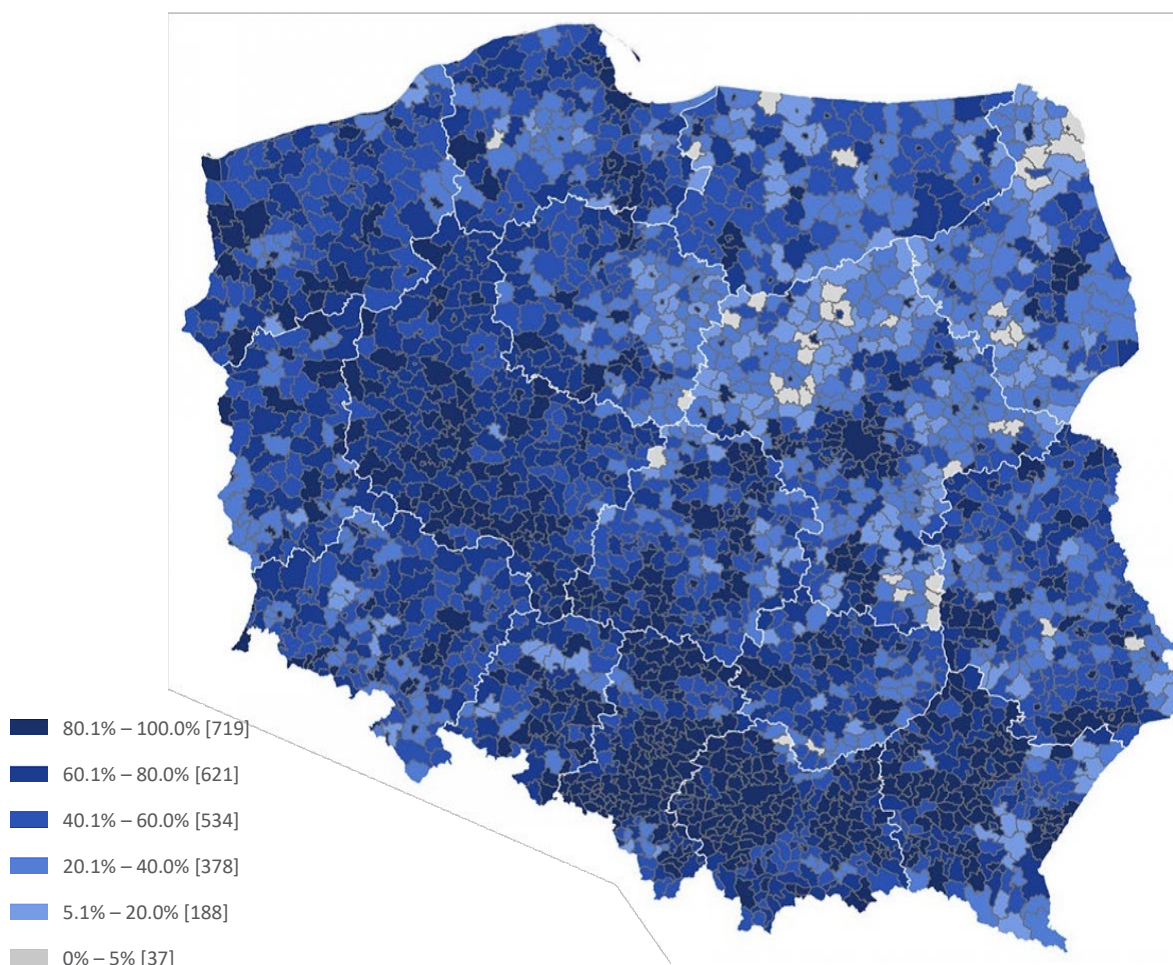 80.1% – 100.0% [719]
60.1% – 80.0% [621]
40.1% – 60.0% [534]
20.1% – 40.0% [378]
5.1% – 20.0% [188]
0% – 5% [37]